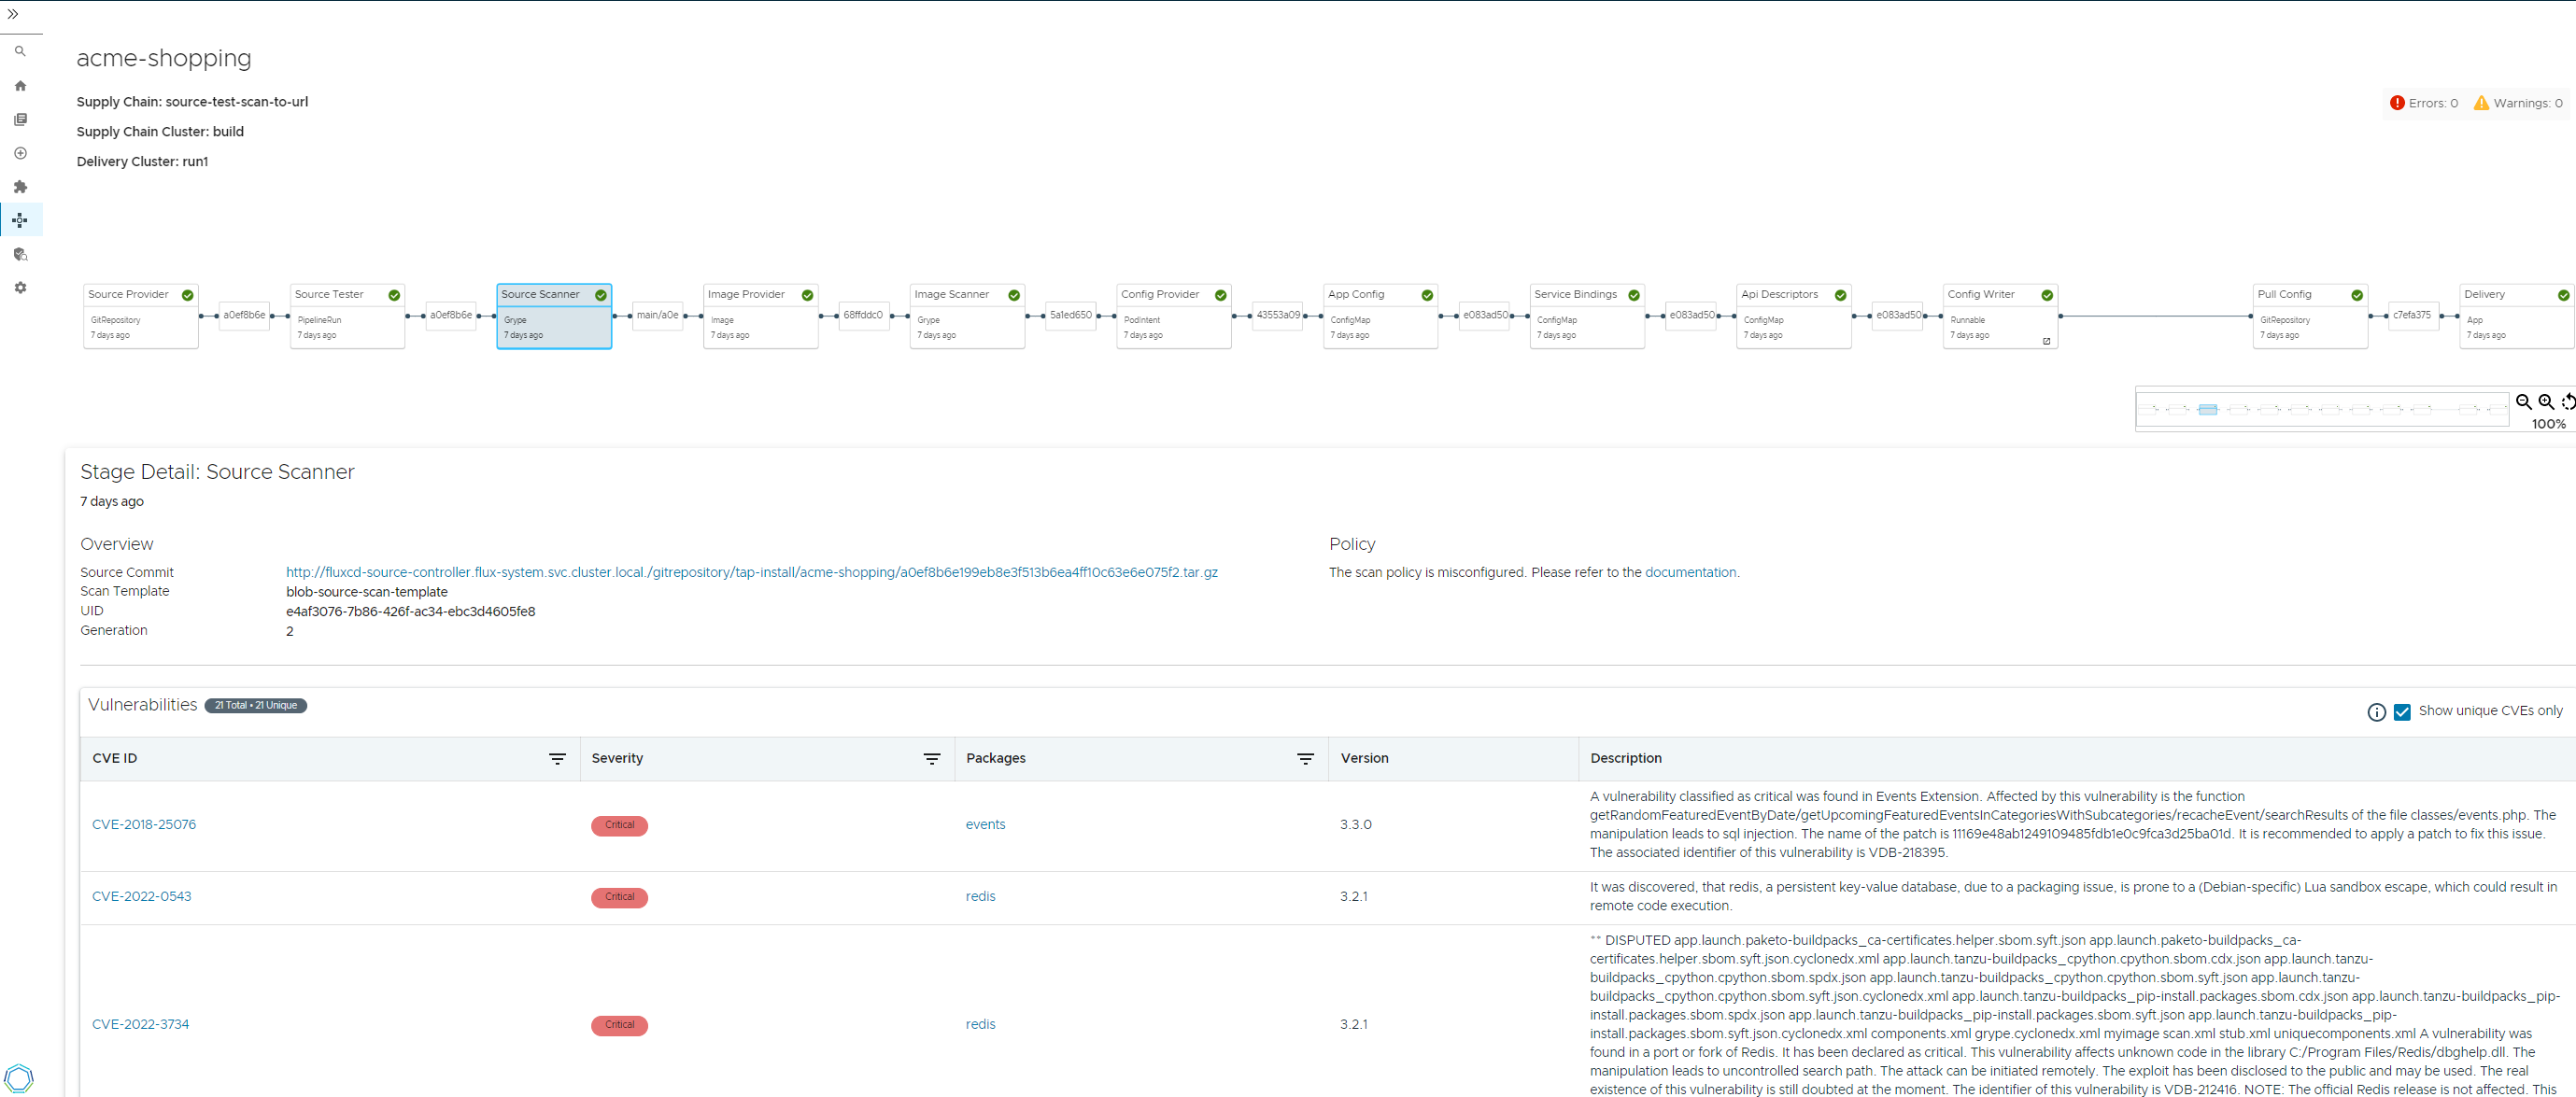 acme-shopping
Supply Chain: source-test-scan-to-url
Errors: 0 Warnings: 0
Supply Chain Cluster: build
Delivery Cluster: run1
Source Provider
GitRepository
7 days ago
a0ef8b6e
Source Tester
PipelineRun
7 days ago
a0ef8b6e
Source Scanner
Grype
7 days ago
main/a0e
Image Provider
Image
7 days ago
68ffddc0
Image Scanner
Grype
7 days ago
5a1ed650
Config Provider
PodIntent
7 days ago
43553a09
App Config
ConfigMap
7 days ago
e083ad50
Service Bindings
ConfigMap
7 days ago
e083ad50
Api Descriptors
ConfigMap
7 days ago
e083ad50
Config Writer
Runnable
7 days ago
Pull Config
GitRepository
7 days ago
c7efa375
Delivery
App
7 days ago
100%
Stage Detail: Source Scanner
7 days ago
Overview
Source Commit http://fluxcd-source-controller.flux-system.svc.cluster.local./gitrepository/tap-install/acme-shopping/a0ef8b6e199eb8e3f513b6ea4ff10c63e6e075f2.tar.gz
Scan Template blob-source-scan-template
UID e4af3076-7b86-426f-ac34-ebc3d4605fe8
Generation 2
Policy
The scan policy is misconfigured. Please refer to the documentation.
Vulnerabilities 21 Total • 21 Unique
Show unique CVEs only
CVE ID Severity Packages Version Description
CVE-2018-25076 Critical events 3.3.0
A vulnerability classified as critical was found in Events Extension. Affected by this vulnerability is the function
getRandomFeaturedEventByDate/getUpcomingFeaturedEventsInCategoriesWithSubcategories/recacheEvent/searchResults of the file classes/events.php. The
manipulation leads to sql injection. The name of the patch is 11169e48ab1249109485fdb1e0c9fca3d25ba01d. It is recommended to apply a patch to fix this issue.
The associated identifier of this vulnerability is VDB-218395.
CVE-2022-0543 Critical redis 3.2.1
It was discovered, that redis, a persistent key-value database, due to a packaging issue, is prone to a (Debian-specific) Lua sandbox escape, which could result in
remote code execution.
CVE-2022-3734 Critical redis 3.2.1
** DISPUTED app.launch.paketo-buildpacks_ca-certificates.helper.sbom.syft.json app.launch.paketo-buildpacks_ca-
certificates.helper.sbom.syft.json.cyclonedx.xml app.launch.tanzu-buildpacks_cpython.cpython.sbom.cdx.json app.launch.tanzu-
buildpacks_cpython.cpython.sbom.spdx.json app.launch.tanzu-buildpacks_cpython.cpython.sbom.syft.json app.launch.tanzu-
buildpacks_cpython.cpython.sbom.syft.json.cyclonedx.xml app.launch.tanzu-buildpacks_pip-install.packages.sbom.cdx.json app.launch.tanzu-buildpacks_pip-
install.packages.sbom.spdx.json app.launch.tanzu-buildpacks_pip-install.packages.sbom.syft.json app.launch.tanzu-buildpacks_pip-
install.packages.sbom.syft.json.cyclonedx.xml components.xml grype.cyclonedx.xml myimage scan.xml stub.xml uniquecomponents.xml A vulnerability was
found in a port or fork of Redis. It has been declared as critical. This vulnerability affects unknown code in the library C:/Program Files/Redis/dbghelp.dll. The
manipulation leads to uncontrolled search path. The attack can be initiated remotely. The exploit has been disclosed to the public and may be used. The real
existence of this vulnerability is still doubted at the moment. The identifier of this vulnerability is VDB-212416. NOTE: The official Redis release is not affected. This